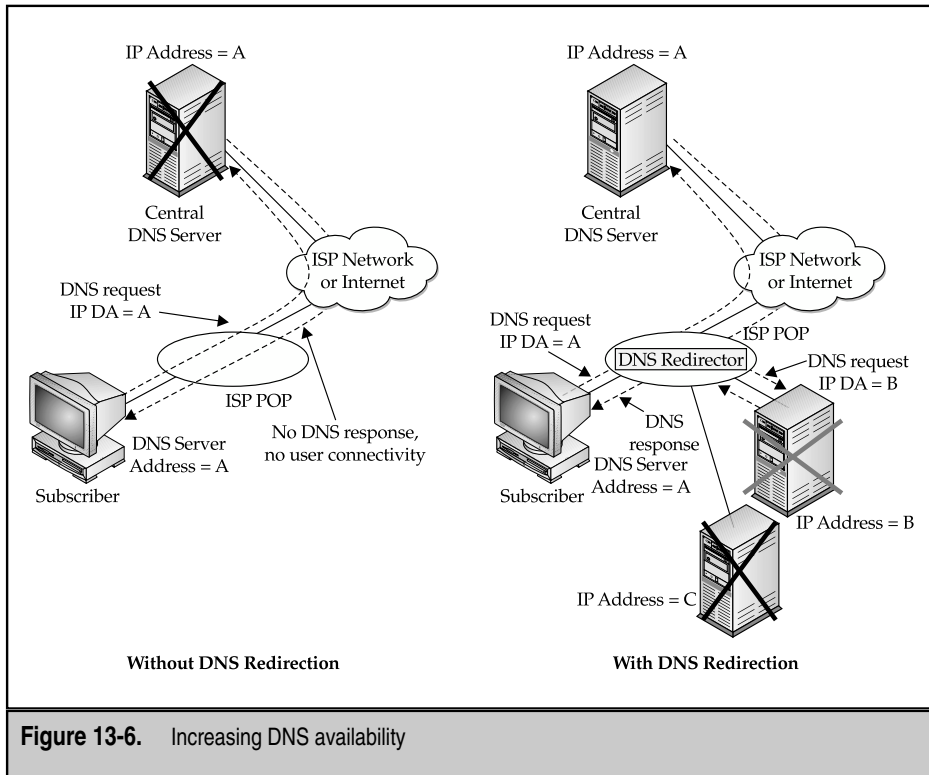 IP Address = A
Central
DNS Server
ISP Network
or Internet
DNS request
IP DA = A
ISP POP
DNS Server
Address = A
No DNS response,
no user connectivity
Subscriber
Without DNS Redirection
IP Address = A
Central
DNS Server
ISP Network
or Internet
ISP POP
DNS request
IP DA = A
DNS Redirector
DNS request
IP DA = B
DNS
response
DNS Server
Address = A
Subscriber
IP Address = B
IP Address = C
With DNS Redirection
Figure 13-6. Increasing DNS availability